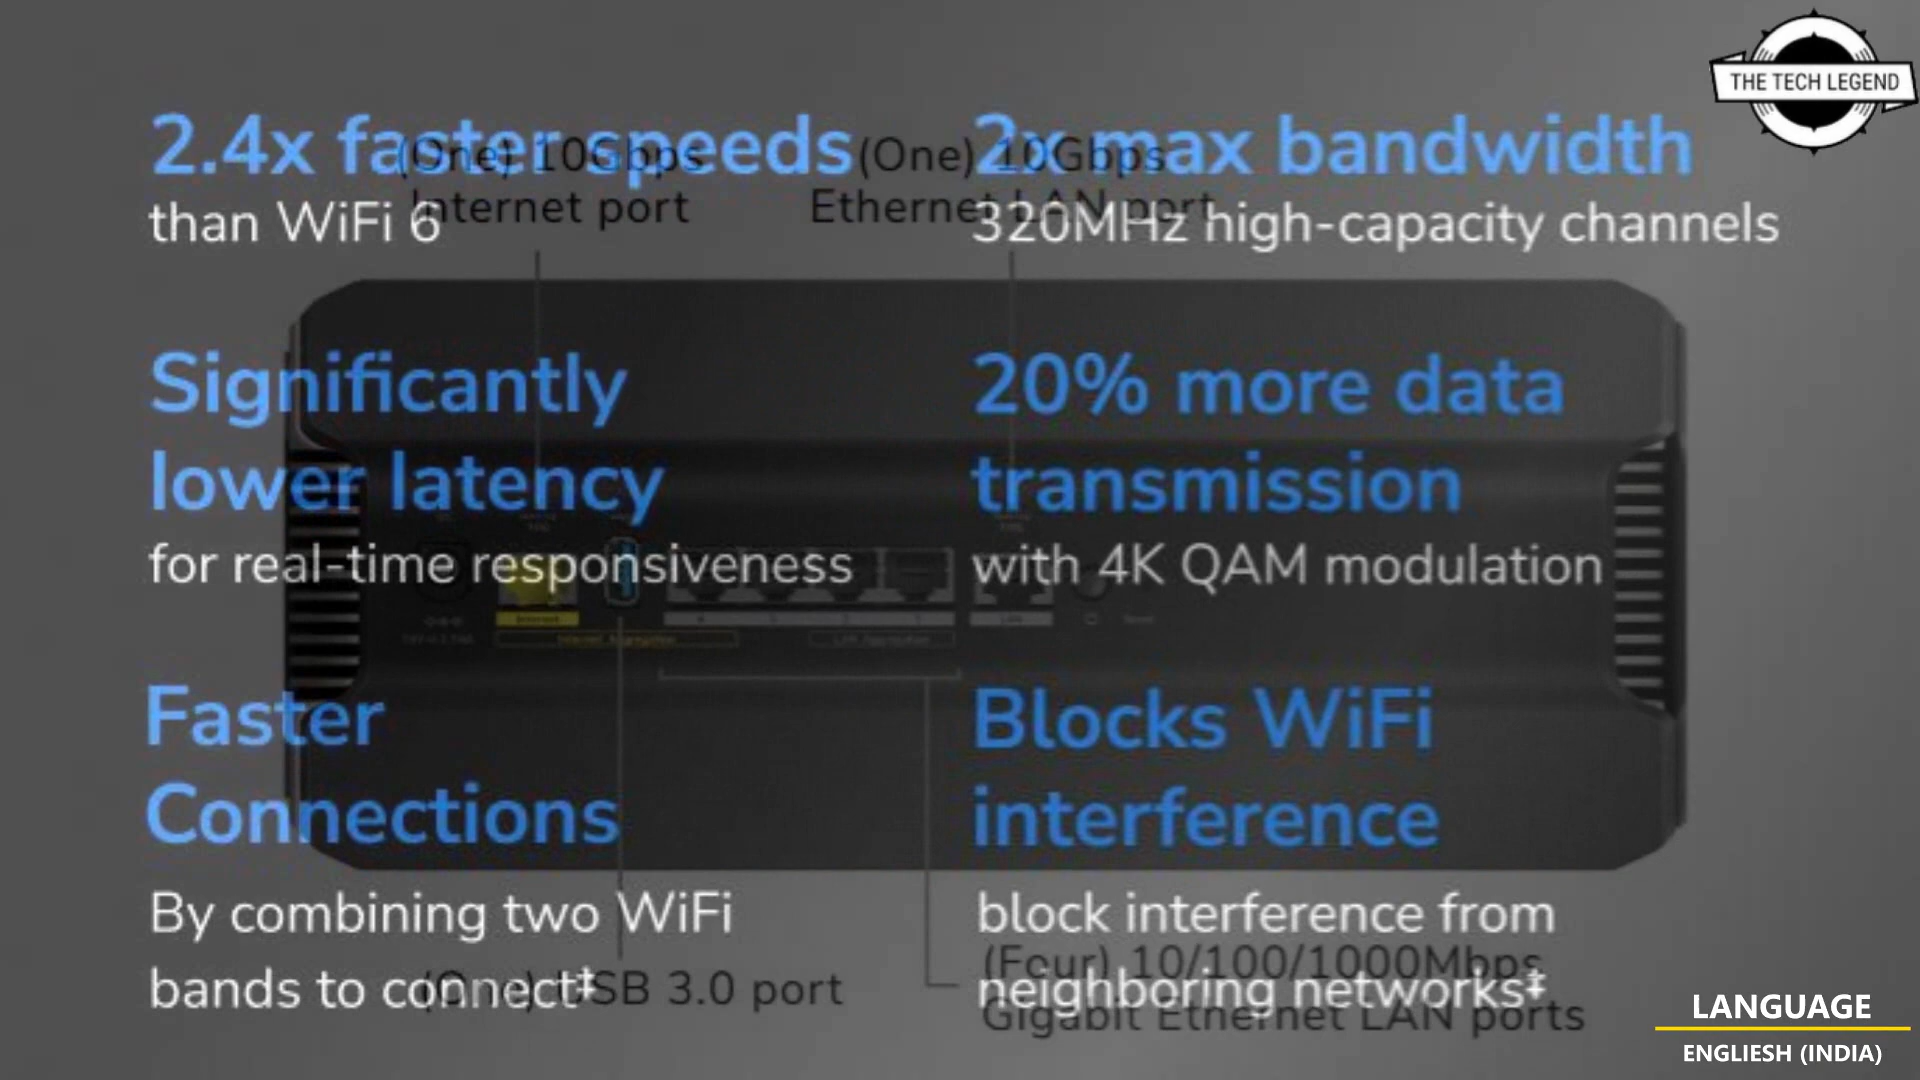 THE TECH LEGEND
2.4x faster speeds
than WiFi 6
2x max bandwidth
320MHz high-capacity channels
(One) 10Gbps
Internet port
(One) 10Gbps
Ethernet LAN port
Significantly
lower latency
for real-time responsiveness
20% more data
transmission
with 4K QAM modulation
Internet
Faster
Connections
By combining two WiFi
bands to connect‡
Blocks WiFi
interference
block interference from
neighboring networks‡
(One) USB 3.0 port
(Four) 10/100/1000Mbps
Gigabit Ethernet LAN ports
LANGUAGE
ENGLIESH (INDIA)